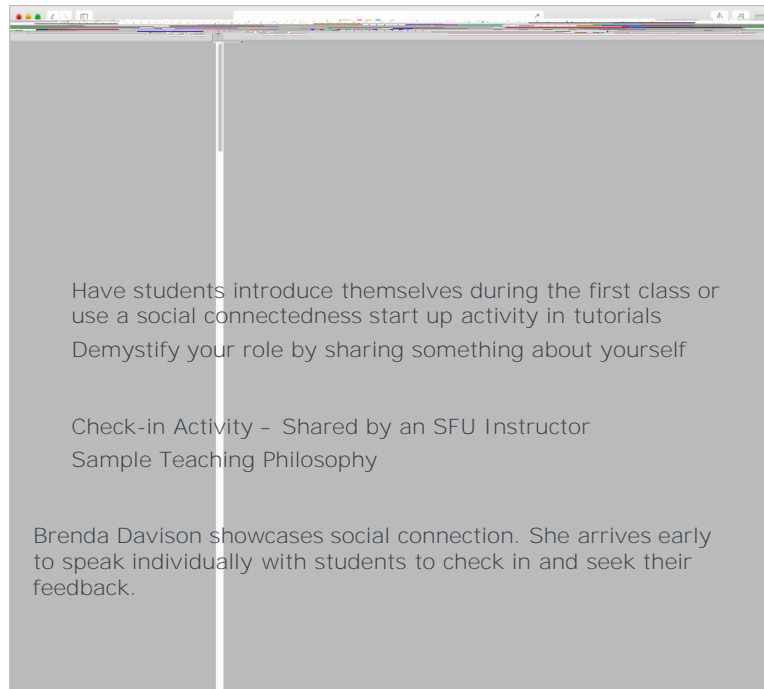 Have students introduce themselves during the first class or
use a social connectedness start up activity in tutorials
Demystify your role by sharing something about yourself
Check-in Activity – Shared by an SFU Instructor
Sample Teaching Philosophy
Brenda Davison showcases social connection. She arrives early
to speak individually with students to check in and seek their
feedback.